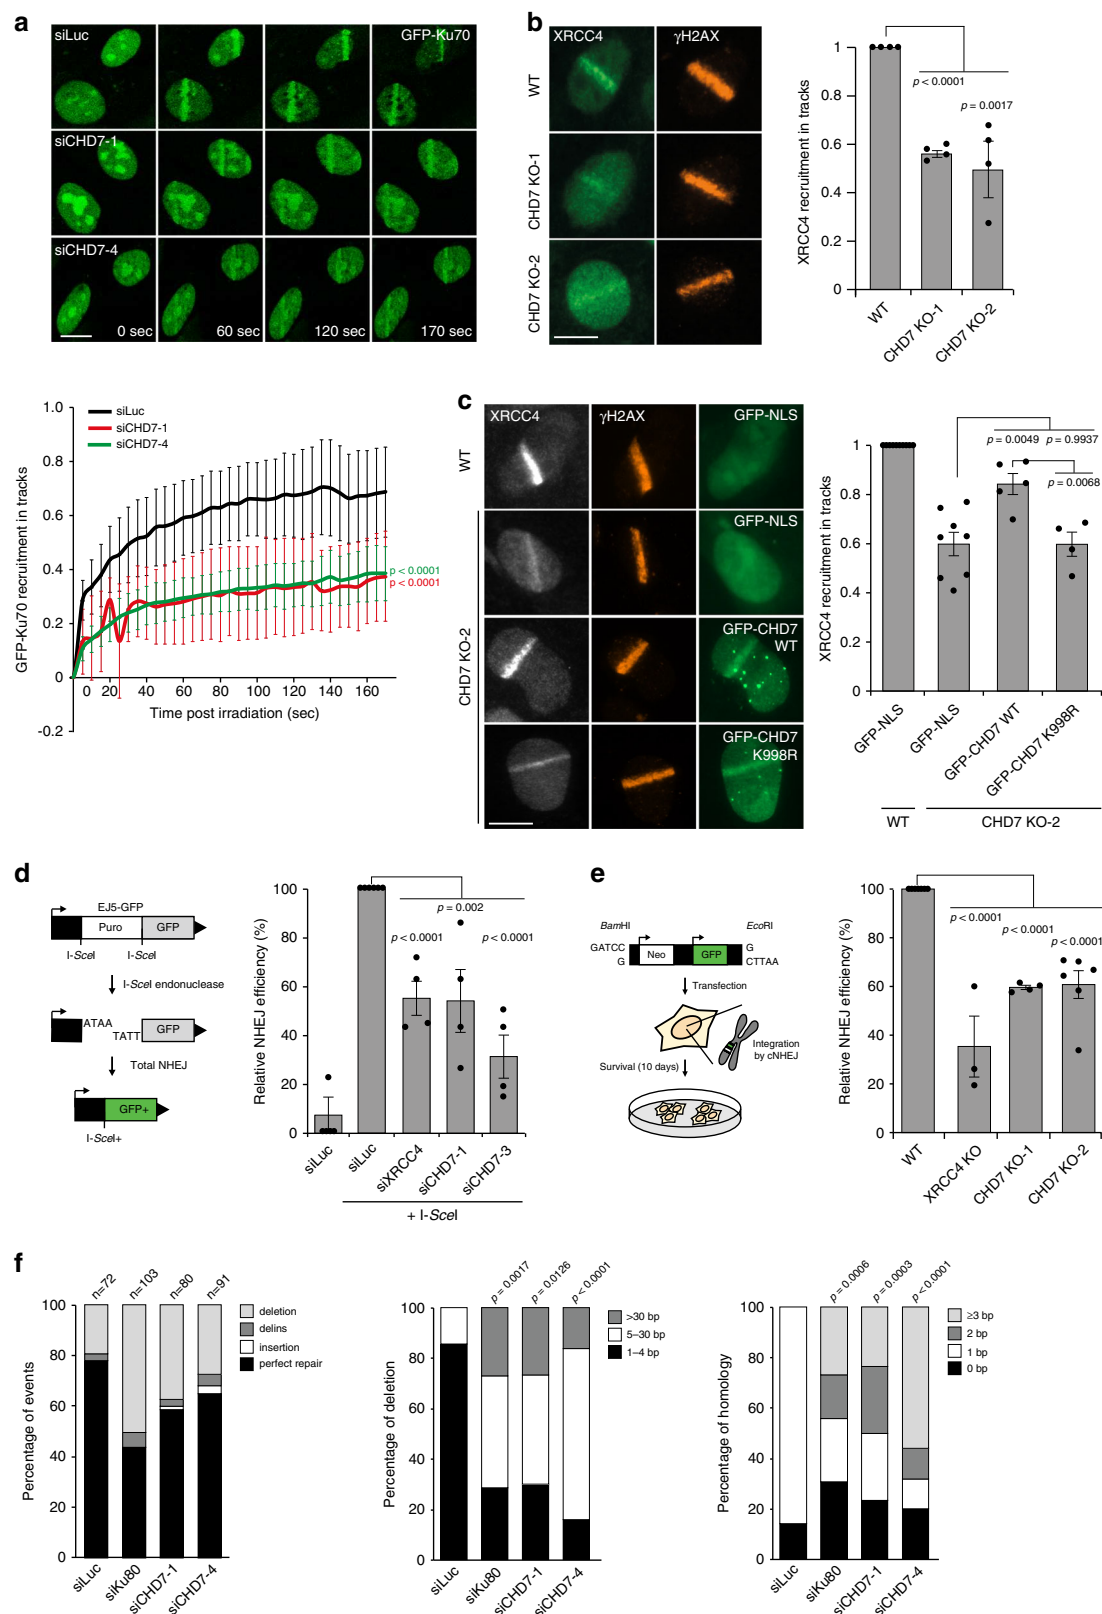 a
siLuc
GFP-Ku70
siCHD7-1
siCHD7-4
0 sec
60 sec
120 sec
170 sec
GFP-Ku70 recruitment in tracks
1.0
0.8
0.6
0.4
0.2
0
-0.2
siLuc
siCHD7-1
siCHD7-4
p < 0.0001
p < 0.0001
0 20 40 60 80 100 120 140 160
Time post irradiation (sec)
b
XRCC4
γH2AX
WT
CHD7 KO-1
CHD7 KO-2
XRCC4 recruitment in tracks
1
0.8
0.6
0.4
0.2
0
p < 0.0001
p = 0.0017
WT
CHD7 KO-1
CHD7 KO-2
c
XRCC4
γH2AX
GFP-NLS
WT
GFP-NLS
CHD7 KO-2
GFP-CHD7
WT
GFP-CHD7
K998R
XRCC4 recruitment in tracks
1
0.8
0.6
0.4
0.2
0
p = 0.0049
p = 0.9937
p = 0.0068
GFP-NLS
GFP-NLS
GFP-CHD7 WT
GFP-CHD7 K998R
WT
CHD7 KO-2
d
EJ5-GFP
Puro
GFP
I-SceI
I-SceI
I-SceI endonuclease
ATAA
TATT
GFP
Total NHEJ
GFP+
I-SceI+
Relative NHEJ efficiency (%)
100
80
60
40
20
0
p = 0.002
p < 0.0001
p < 0.0001
siLuc
siLuc
siXRCC4
siCHD7-1
siCHD7-3
+ I-SceI
e
BamHI
EcoRI
GATCC
G
Neo
GFP
G
CTTAA
Transfection
Integration
by cNHEJ
Survival (10 days)
Relative NHEJ efficiency (%)
100
80
60
40
20
0
p < 0.0001
p < 0.0001
p < 0.0001
WT
XRCC4 KO
CHD7 KO-1
CHD7 KO-2
f
Percentage of events
100
80
60
40
20
0
n=72
n=103
n=80
n=91
deletion
delins
insertion
perfect repair
siLuc
siKu80
siCHD7-1
siCHD7-4
Percentage of deletion
100
80
60
40
20
0
p = 0.0017
p = 0.0126
p < 0.0001
>30 bp
5–30 bp
1–4 bp
siLuc
siKu80
siCHD7-1
siCHD7-4
Percentage of homology
100
80
60
40
20
0
p = 0.0006
p = 0.0003
p < 0.0001
≥3 bp
2 bp
1 bp
0 bp
siLuc
siKu80
siCHD7-1
siCHD7-4